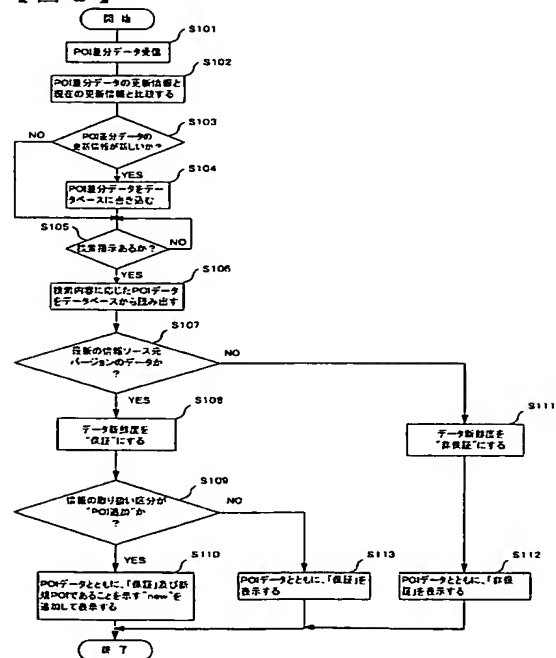 開始
S101
POI差分データ受信
S102
POI差分データの更新情報と
現在の更新情報と比較する
S103
POI差分データの
更新情報が新しいか?
NO
YES
S104
POI差分データをデー
タベースに書き込む
S105
検索指示あるか?
NO
YES
S106
検索内容に応じたPOIデータ
をデータベースから読み出す
S107
最新の情報ソース元
バージョンのデータか
?
NO
YES
S108
データ新鮮度を
"保証"にする
S111
データ新鮮度を
"非保証"にする
S109
情報の取り扱い区分が
"POI追加"か
?
NO
YES
S110
POIデータとともに、「保証」及び新
規POIであることを示す"new"を
追加して表示する
S113
POIデータとともに、「保証」を
表示する
S112
POIデータとともに、「非保
証」を表示する
終了